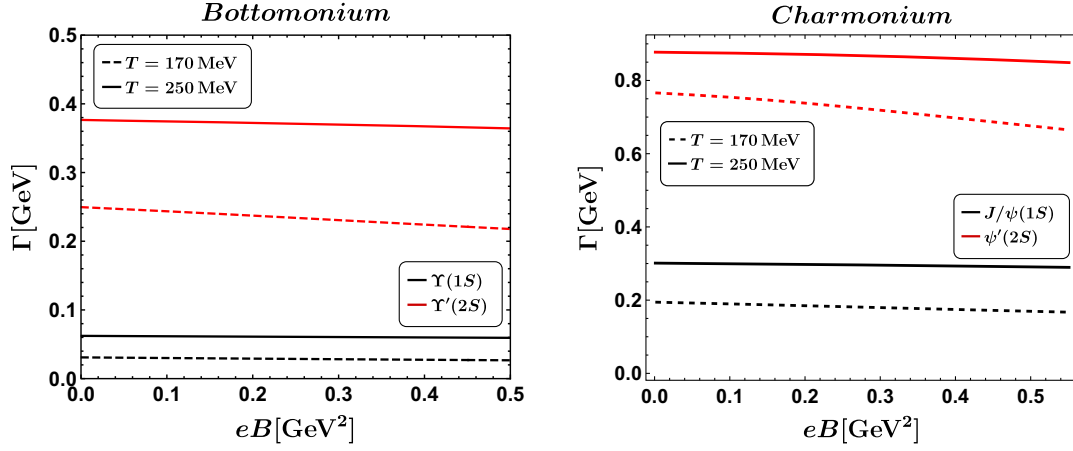 Bottomonium
0.5
0.4
0.3
0.2
0.1
0.0
Γ[GeV]
T = 170 MeV
T = 250 MeV
Υ(1S)
Υ′(2S)
0.0 0.1 0.2 0.3 0.4 0.5
eB[GeV²]
Charmonium
0.8
0.6
0.4
0.2
0.0
Γ[GeV]
T = 170 MeV
T = 250 MeV
J/ψ(1S)
ψ′(2S)
0.0 0.1 0.2 0.3 0.4 0.5
eB[GeV²]